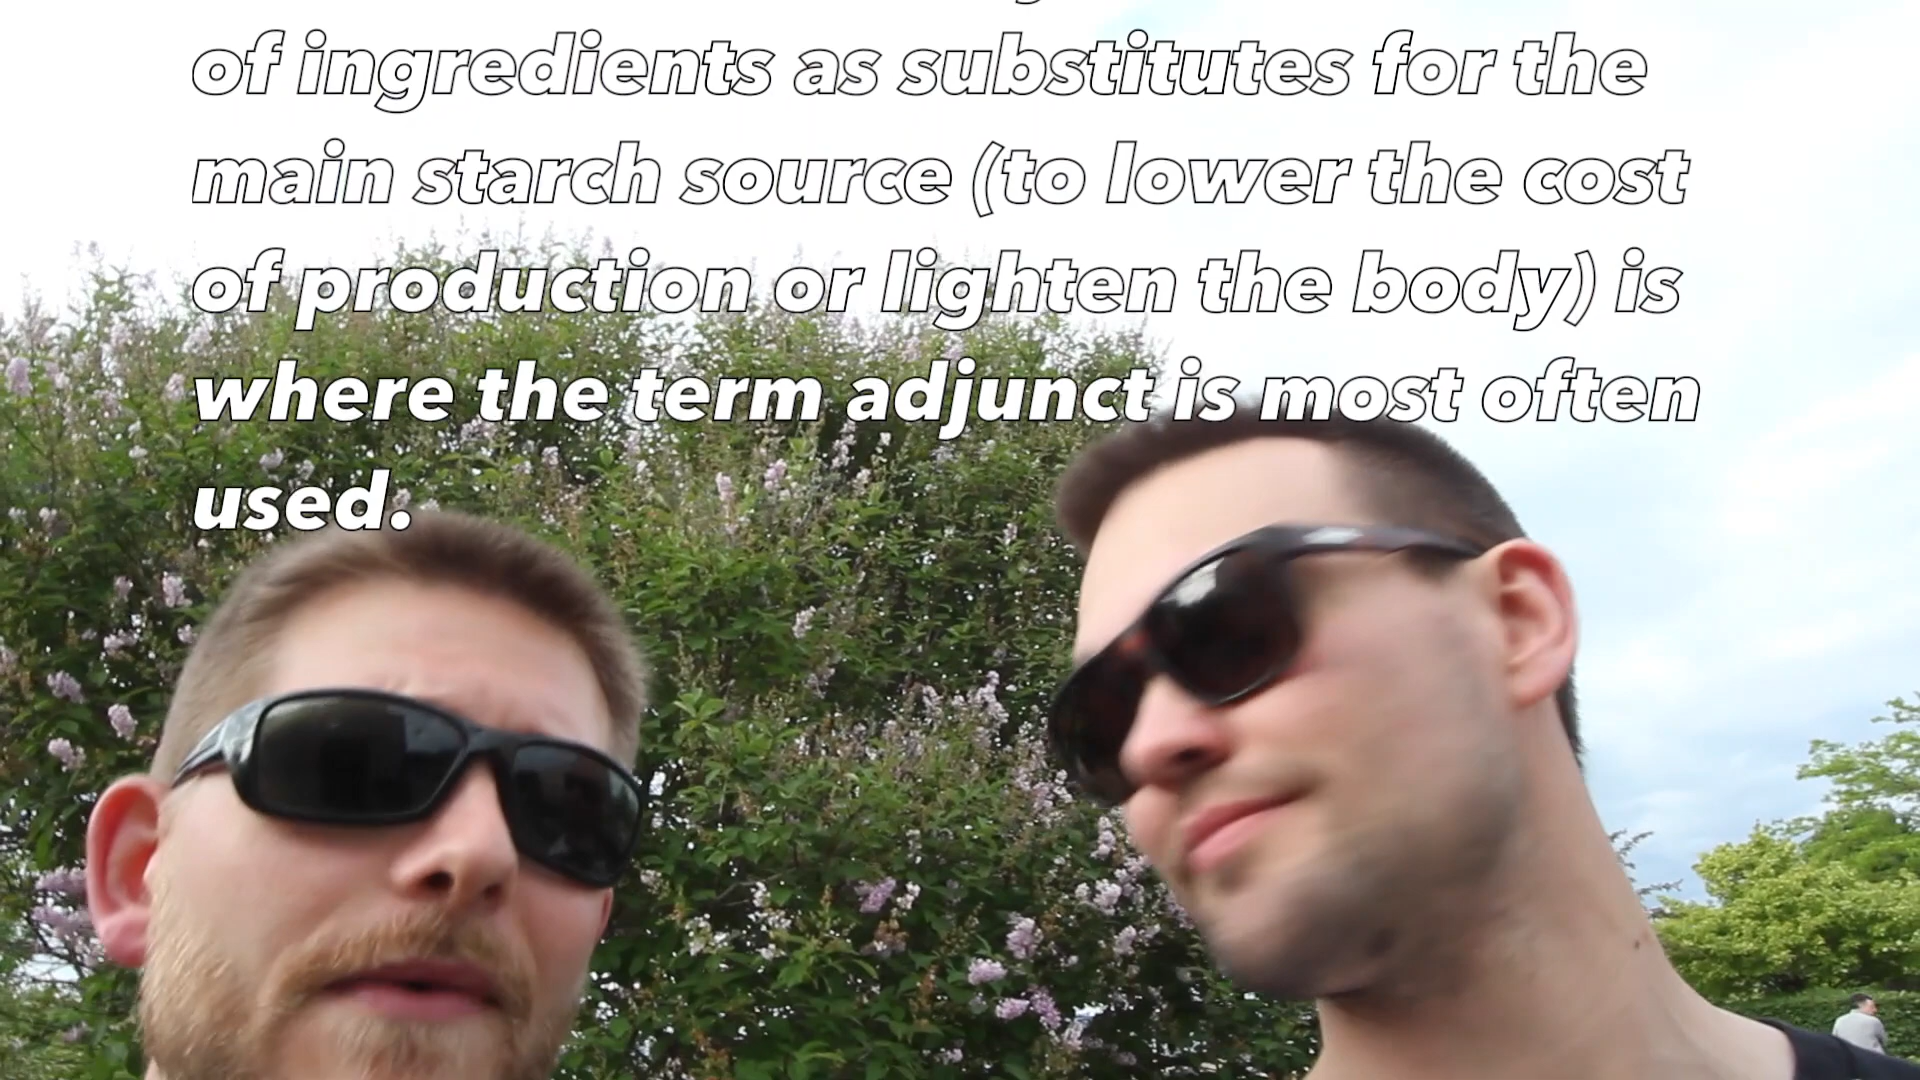 of ingredients as substitutes for the
main starch source (to lower the cost
of production or lighten the body) is
where the term adjunct is most often
used.